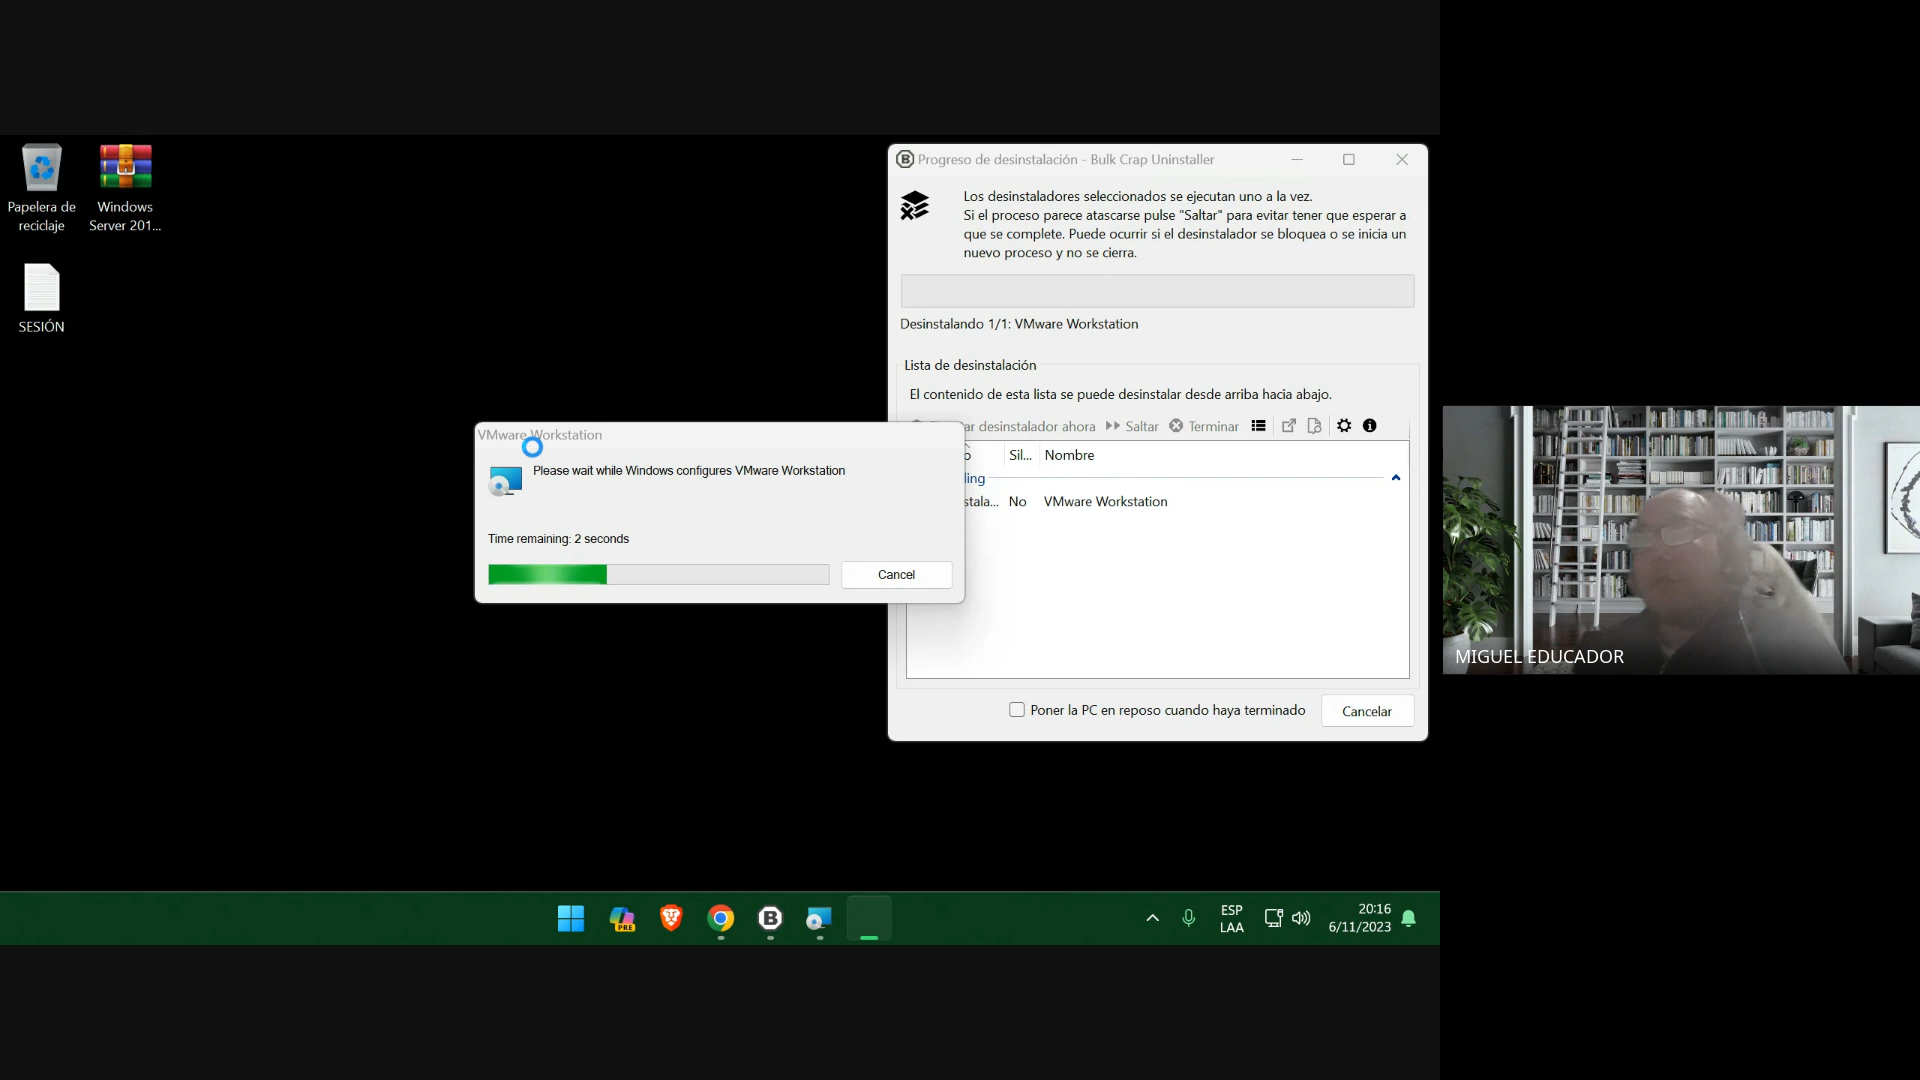 Papelera de
reciclaje
Windows
Server 201...
SESIÓN
Progreso de desinstalación - Bulk Crap Uninstaller
Los desinstaladores seleccionados se ejecutan uno a la vez.
Si el proceso parece atascarse pulse "Saltar" para evitar tener que esperar a
que se complete. Puede ocurrir si el desinstalador se bloquea o se inicia un
nuevo proceso y no se cierra.
Desinstalando 1/1: VMware Workstation
Lista de desinstalación
El contenido de esta lista se puede desinstalar desde arriba hacia abajo.
ar desinstalador ahora Saltar Terminar
o Sil... Nombre
ling
stala... No VMware Workstation
Poner la PC en reposo cuando haya terminado
Cancelar
VMware Workstation
Please wait while Windows configures VMware Workstation
Time remaining: 2 seconds
Cancel
MIGUEL EDUCADOR
PRE
ESP
LAA
20:16
6/11/2023